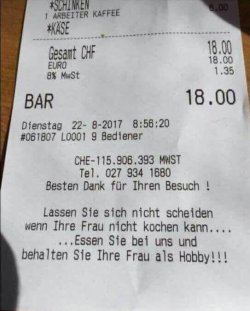 *SCHINKEN
1 ARBEITER KAFFEE 0.00
*KÄSE
Gesamt CHF 18.00
EURO 18.00
8% MwSt 1.35
BAR 18.00
Dienstag 22- 8-2017 8:56:20
#061807 L0001 9 Bediener
CHE-115.906.393 MWST
Tel. 027 934 1680
Besten Dank für Ihren Besuch !
Lassen Sie sich nicht scheiden
wenn Ihre Frau nicht kochen kann....
...Essen Sie bei uns und
behalten Sie Ihre Frau als Hobby!!!